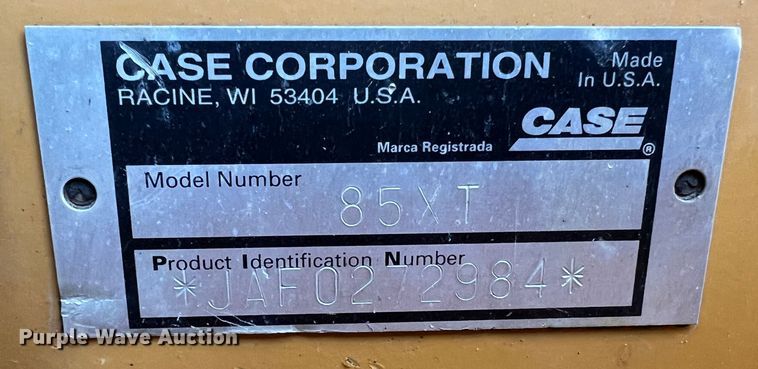 CASE CORPORATION
RACINE, WI 53404 U.S.A.
Made
In U.S.A.
CASE
Marca Registrada ®
Model Number
85XT
Product Identification Number
*JAF0272984*
Purple Wave Auction